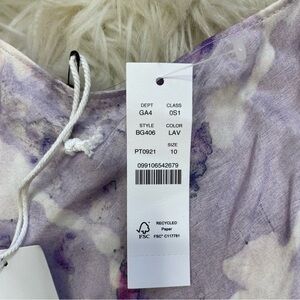 DEPT CLASS
GA4 0S1
STYLE COLOR
BG406 LAV
SIZE
PT0921 10
099106542679
RECYCLED
Paper
FSC FSC® C117781